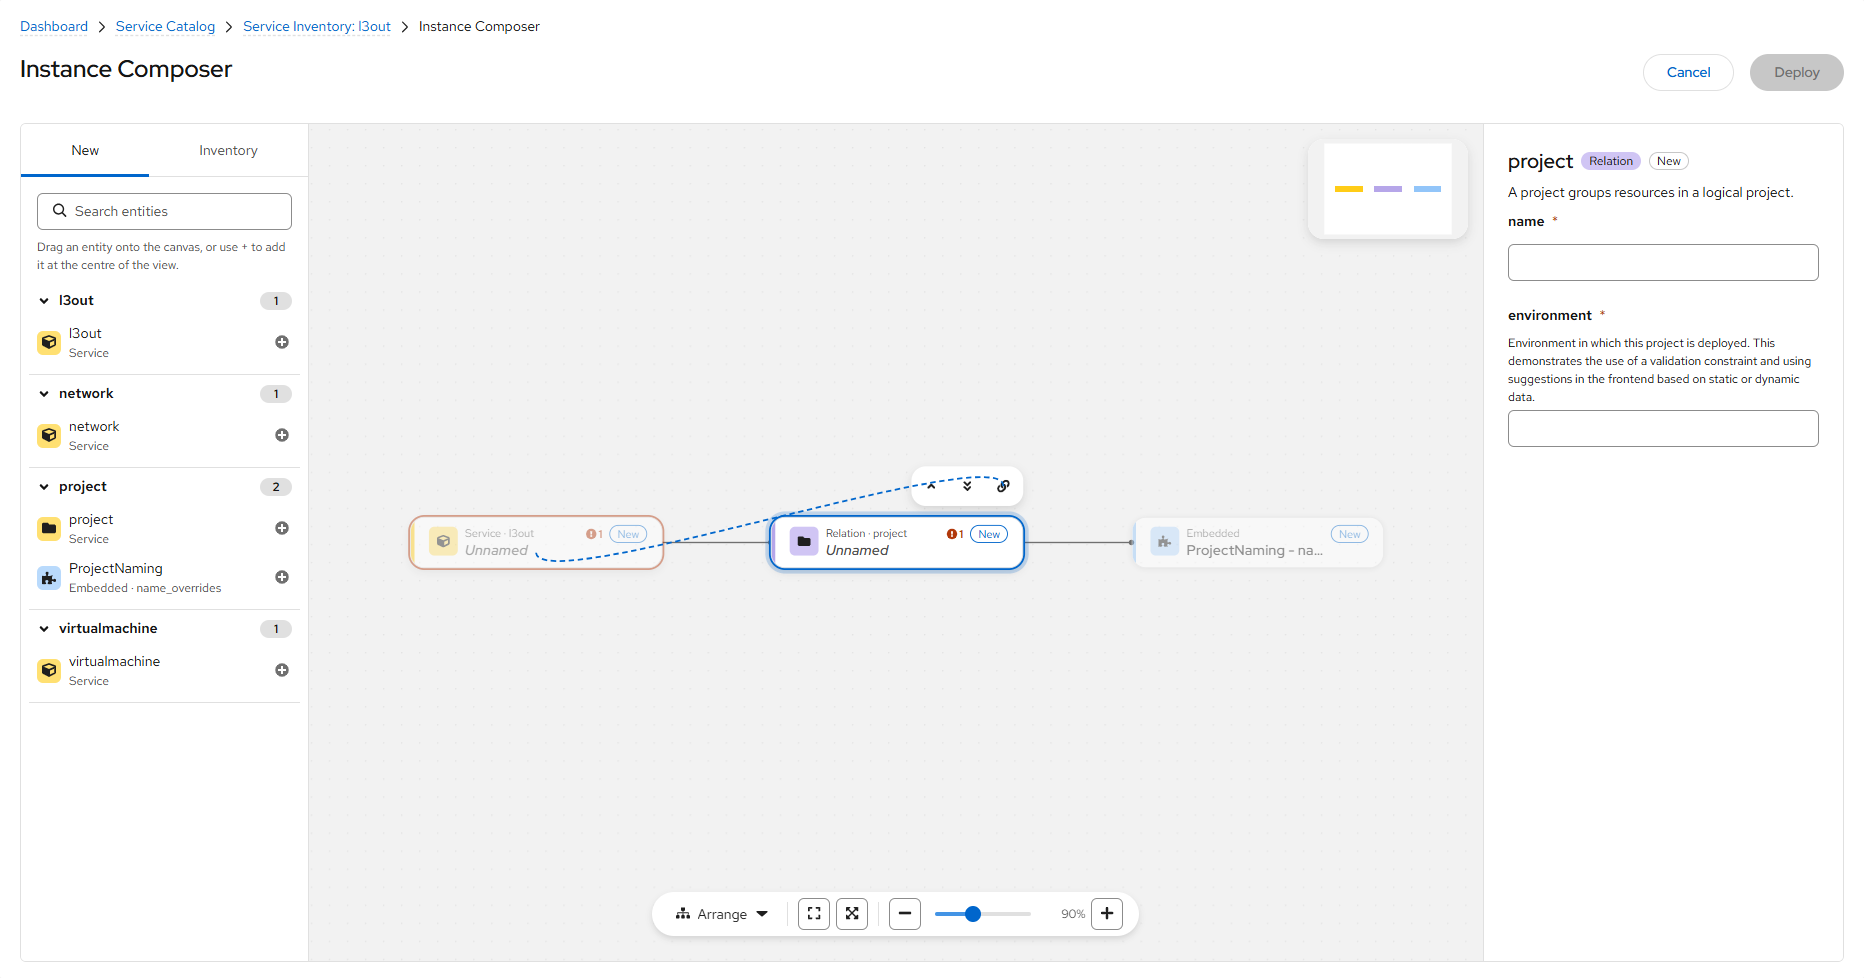 Dashboard > Service Catalog > Service Inventory: l3out > Instance Composer
Instance Composer
Cancel
Deploy
New
Inventory
Search entities
Drag an entity onto the canvas, or use + to add
it at the centre of the view.
l3out
1
l3out
Service
network
1
network
Service
project
2
project
Service
ProjectNaming
Embedded · name_overrides
virtualmachine
1
virtualmachine
Service
Service · l3out
1
New
Unnamed
Relation · project
1
New
Unnamed
Embedded
New
ProjectNaming - na...
Arrange
90%
project
Relation
New
A project groups resources in a logical project.
name *
environment *
Environment in which this project is deployed. This
demonstrates the use of a validation constraint and using
suggestions in the frontend based on static or dynamic
data.